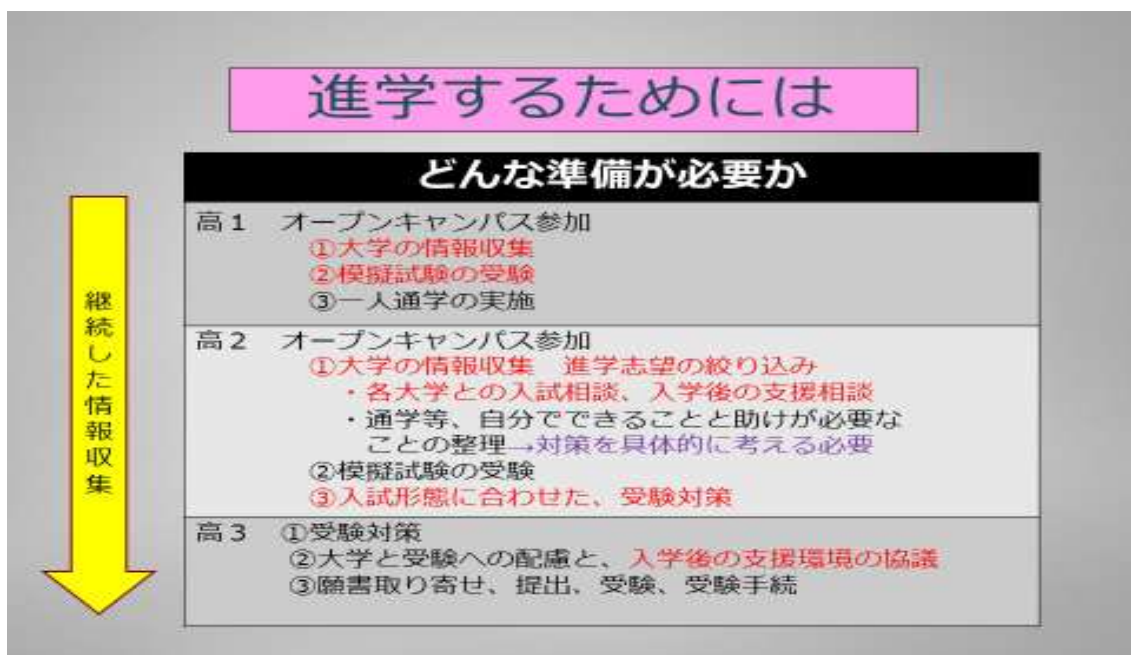 進学するためには
どんな準備が必要か
継続した情報収集
高1 オープンキャンパス参加
①大学の情報収集
②模擬試験の受験
③一人通学の実施
高2 オープンキャンパス参加
①大学の情報収集 進学志望の絞り込み
・各大学との入試相談、入学後の支援相談
・通学等、自分でできることと助けが必要な
ことの整理→対策を具体的に考える必要
②模擬試験の受験
③入試形態に合わせた、受験対策
高3 ①受験対策
②大学と受験への配慮と、入学後の支援環境の協議
③願書取り寄せ、提出、受験、受験手続